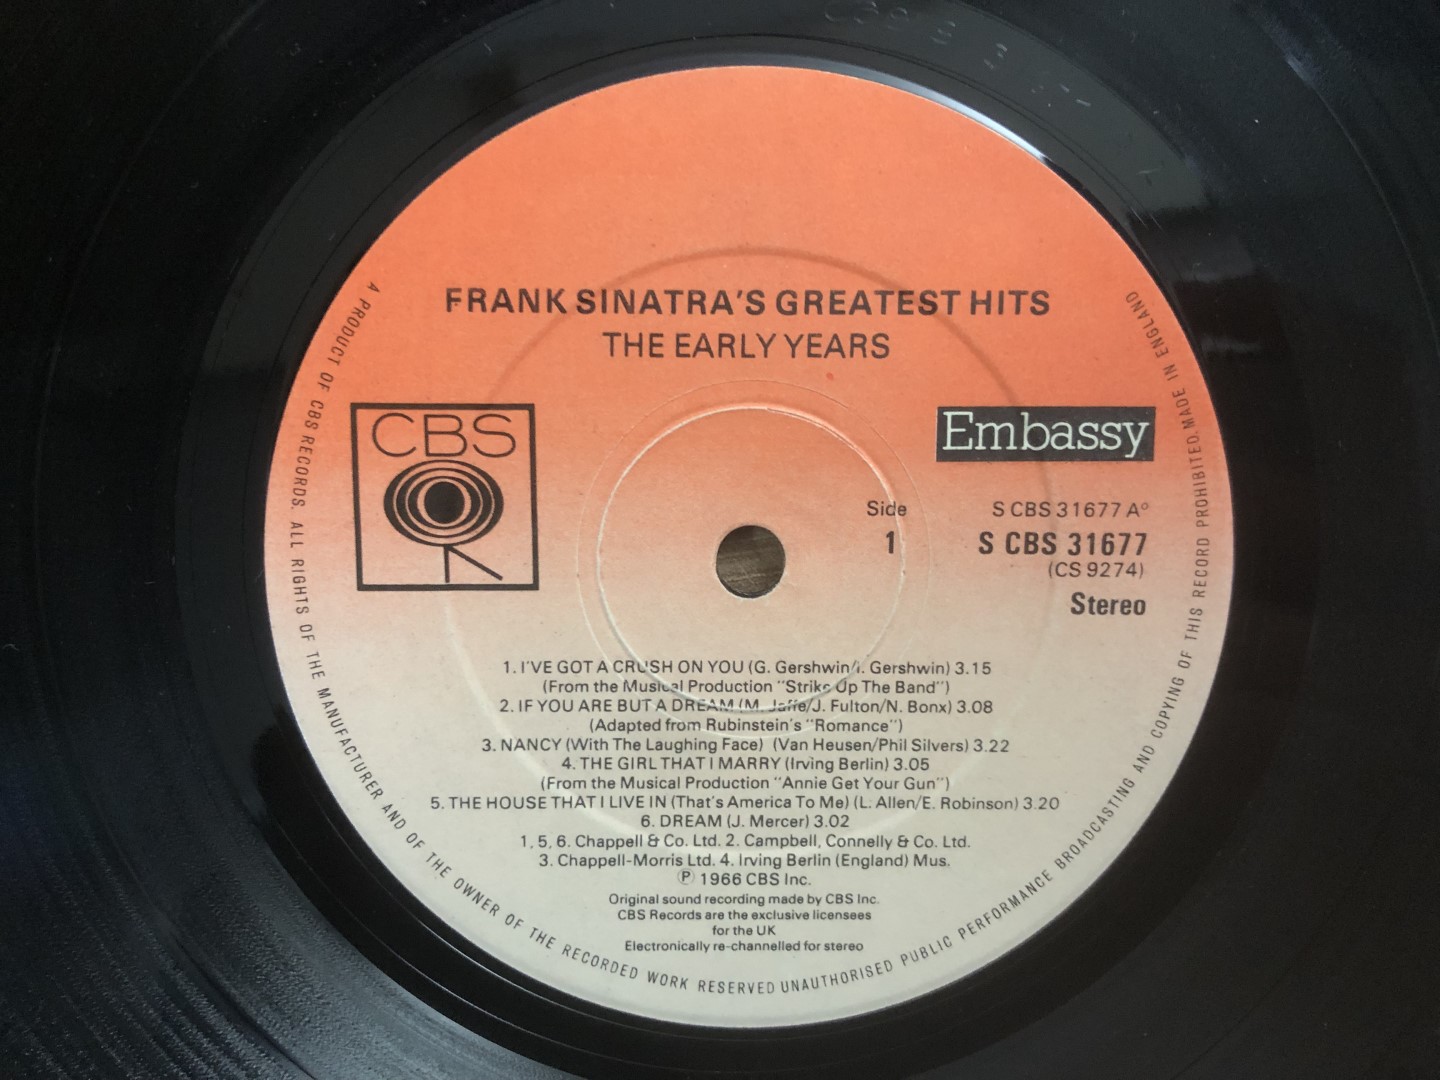 FRANK SINATRA'S GREATEST HITS
THE EARLY YEARS
CBS
Embassy
Side
1
S CBS 31677 A°
S CBS 31677
(CS 9274)
Stereo
1. I'VE GOT A CRUSH ON YOU (G. Gershwin/I. Gershwin) 3.15
(From the Musical Production "Strike Up The Band")
2. IF YOU ARE BUT A DREAM (M. Jaffe/J. Fulton/N. Bonx) 3.08
(Adapted from Rubinstein's "Romance")
3. NANCY (With The Laughing Face) (Van Heusen/Phil Silvers) 3.22
4. THE GIRL THAT I MARRY (Irving Berlin) 3.05
(From the Musical Production "Annie Get Your Gun")
5. THE HOUSE THAT I LIVE IN (That's America To Me) (L. Allen/E. Robinson) 3.20
6. DREAM (J. Mercer) 3.02
1, 5, 6. Chappell & Co. Ltd. 2. Campbell, Connelly & Co. Ltd.
3. Chappell-Morris Ltd. 4. Irving Berlin (England) Mus.
℗ 1966 CBS Inc.
Original sound recording made by CBS Inc.
CBS Records are the exclusive licensees
for the UK
Electronically re-channelled for stereo
A PRODUCT OF CBS RECORDS. ALL RIGHTS OF THE MANUFACTURER AND OF THE OWNER OF THE RECORDED WORK RESERVED UNAUTHORISED PUBLIC PERFORMANCE BROADCASTING AND COPYING OF THIS RECORD PROHIBITED. MADE IN ENGLAND